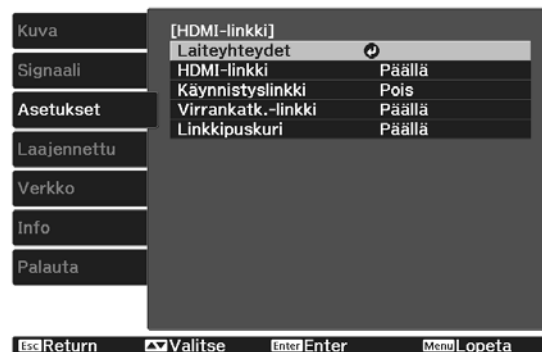 Kuva
Signaali
Asetukset
Laajennettu
Verkko
Info
Palauta
[HDMI-linkki]
Laiteyhteydet
HDMI-linkki Päällä
Käynnistyslinkki Pois
Virrankatk.-linkki Päällä
Linkkipuskuri Päällä
Esc Return Valitse Enter Enter Menu Lopeta